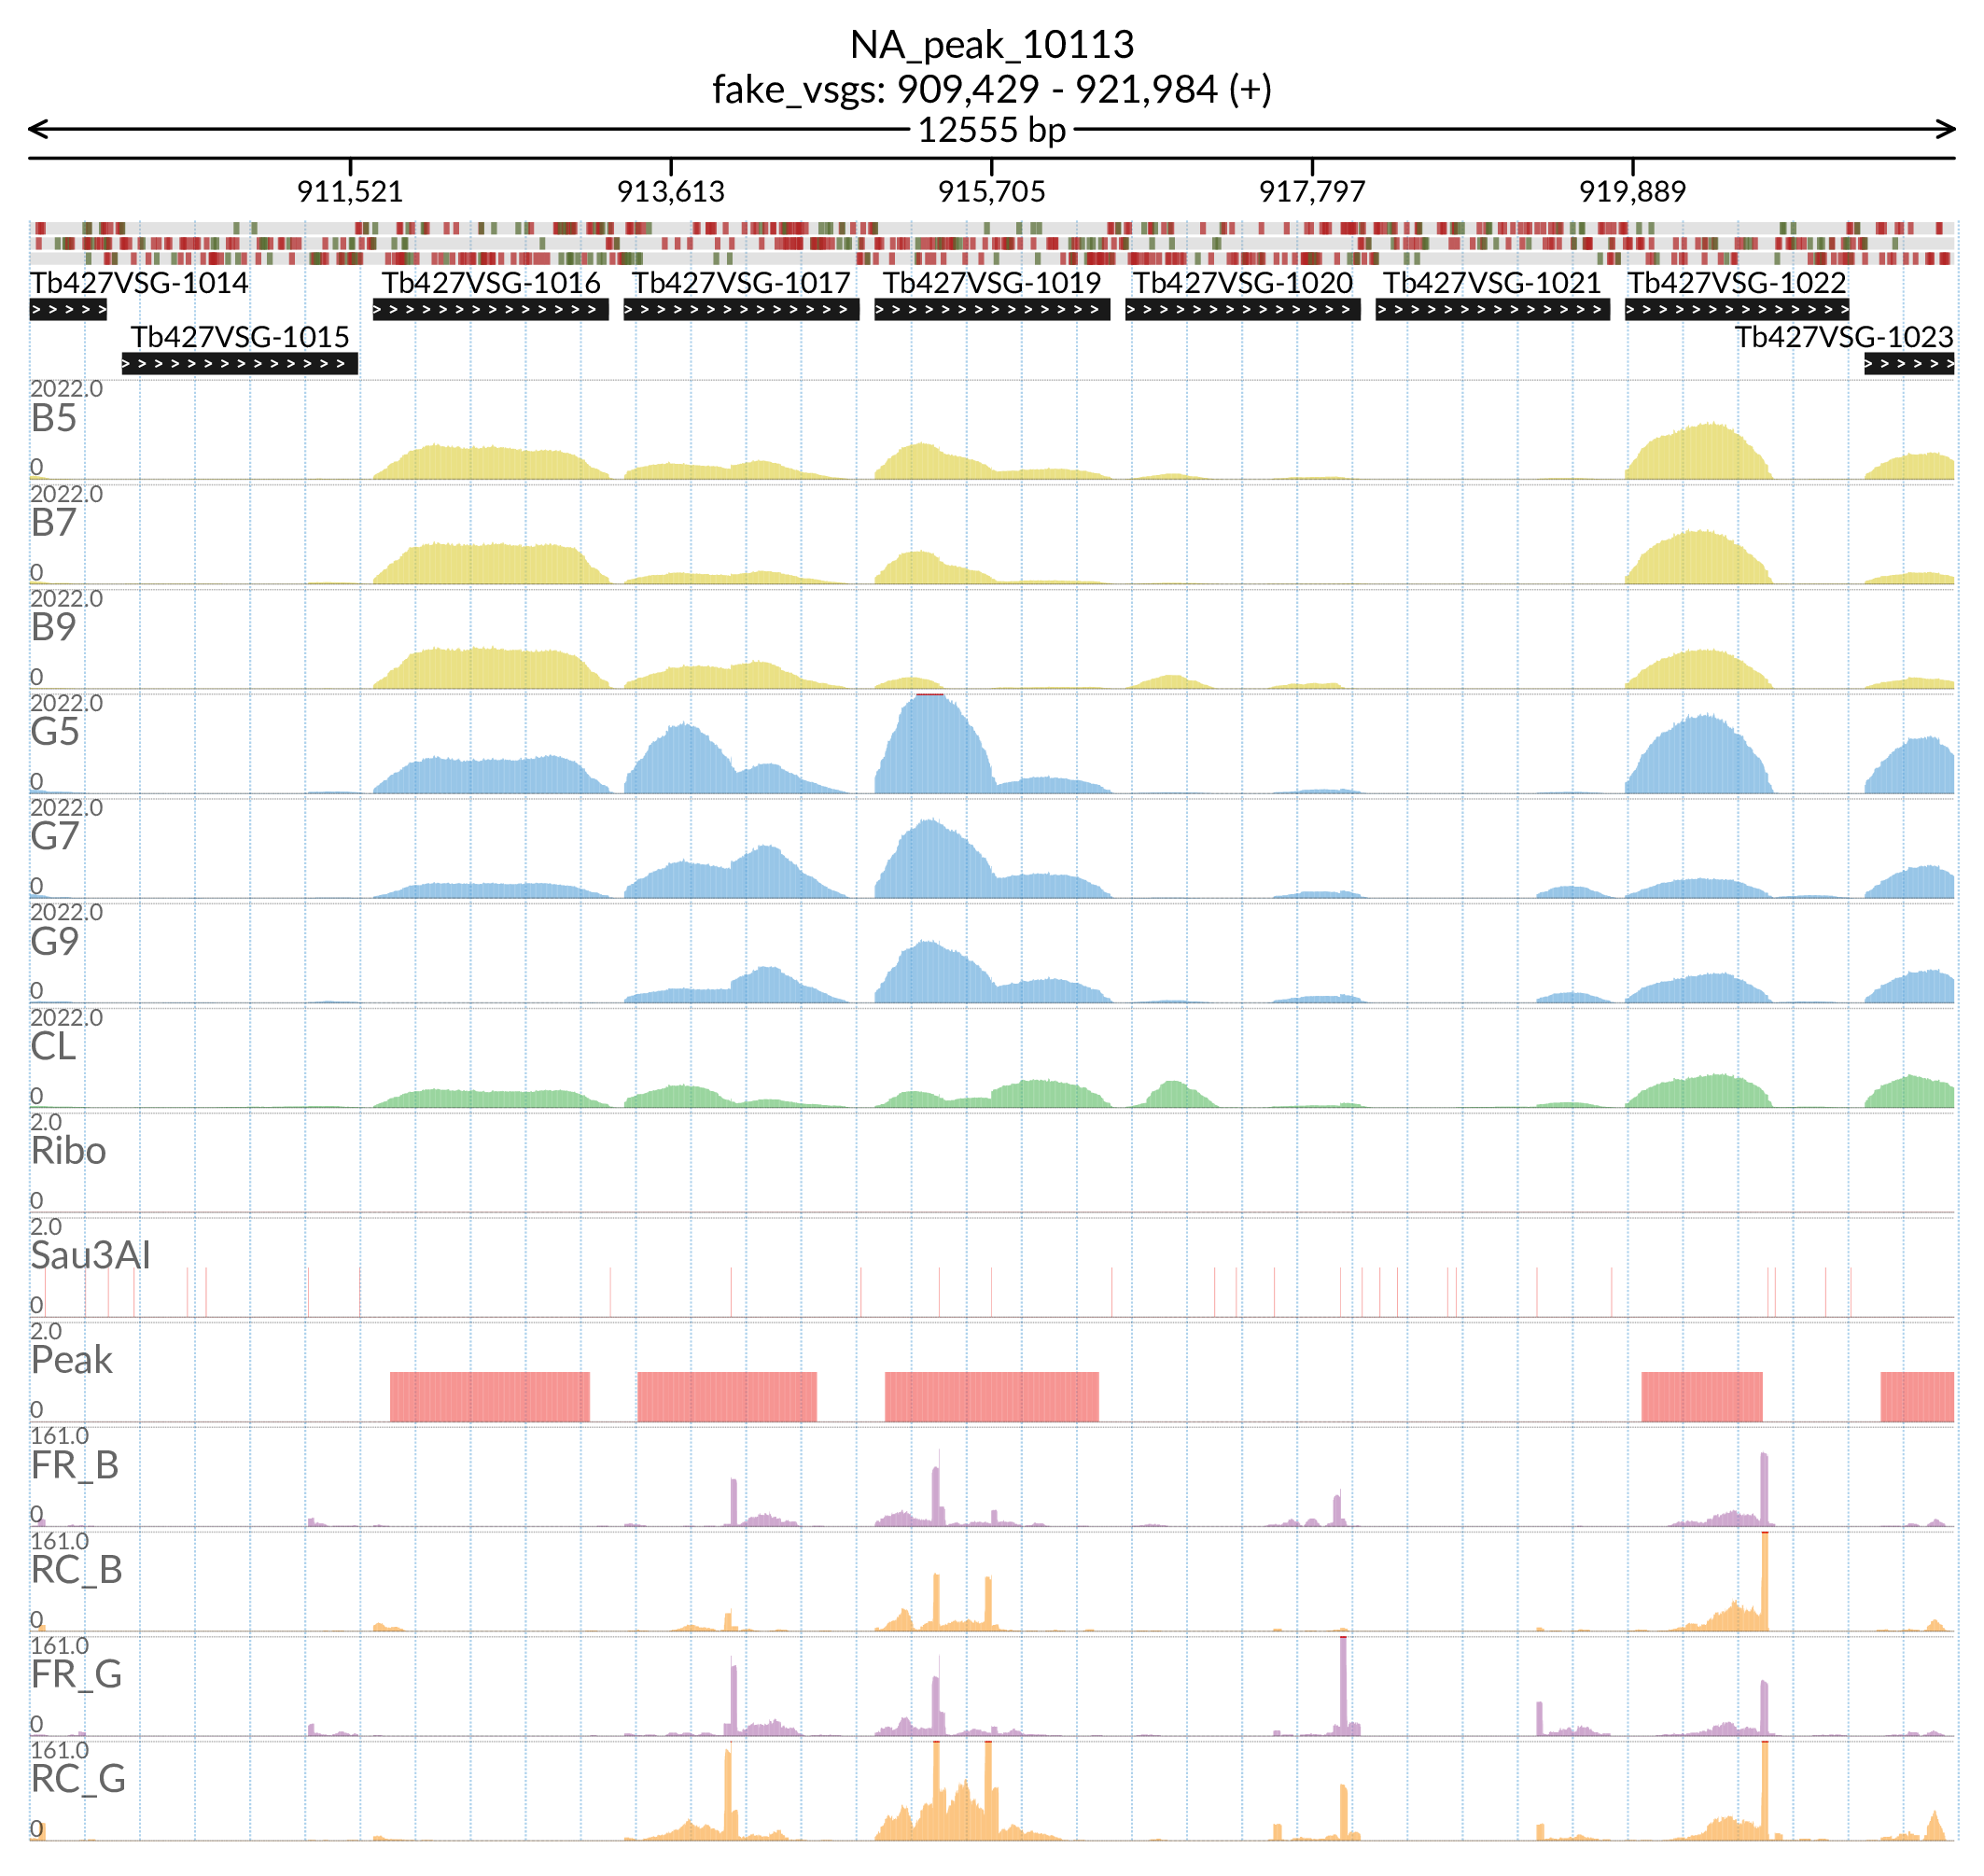 NA_peak_10113
fake_vsgs: 909,429 - 921,984 (+)
12555 bp
911,521 913,613 915,705 917,797 919,889
Tb427VSG-1014 Tb427VSG-1016 Tb427VSG-1017 Tb427VSG-1019 Tb427VSG-1020 Tb427VSG-1021 Tb427VSG-1022
Tb427VSG-1015 Tb427VSG-1023
2022.0
B5
0
2022.0
B7
0
2022.0
B9
0
2022.0
G5
0
2022.0
G7
0
2022.0
G9
0
2022.0
CL
0
2.0
Ribo
0
2.0
Sau3AI
0
2.0
Peak
0
161.0
FR_B
0
161.0
RC_B
0
161.0
FR_G
0
161.0
RC_G
0